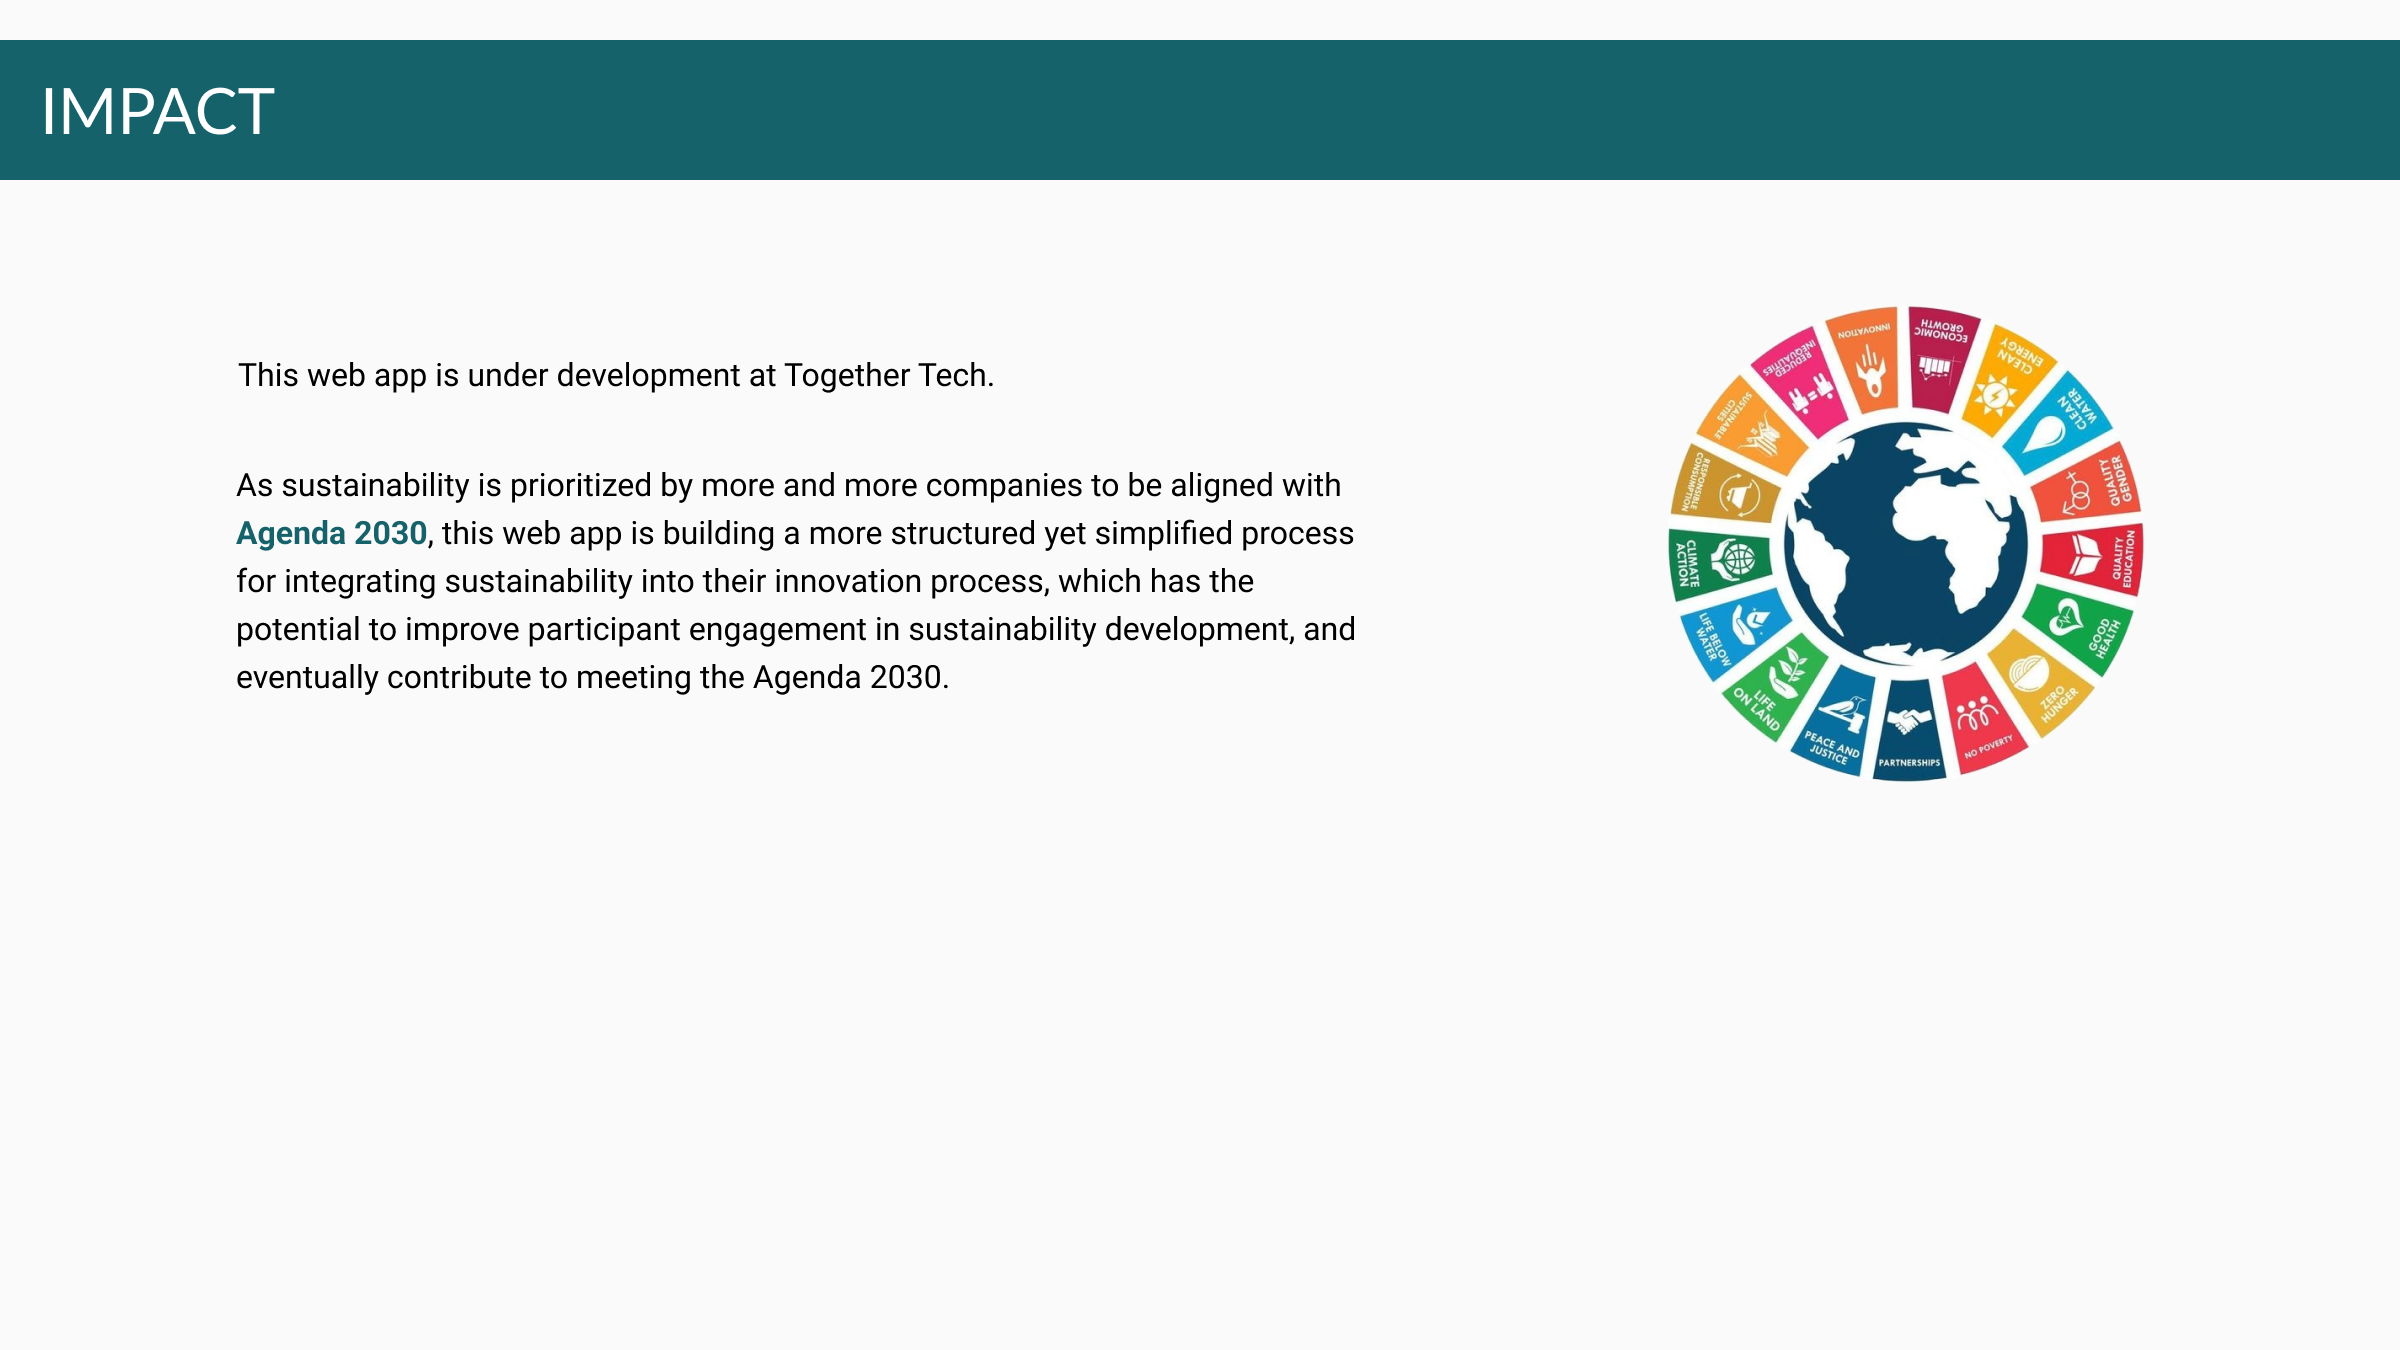 IMPACT
This web app is under development at Together Tech.
As sustainability is prioritized by more and more companies to be aligned with
Agenda 2030, this web app is building a more structured yet simplified process
for integrating sustainability into their innovation process, which has the
potential to improve participant engagement in sustainability development, and
eventually contribute to meeting the Agenda 2030.
INNOVATION
ECONOMIC
GROWTH
CLEAN
ENERGY
CLEAN
WATER
QUALITY
GENDER
QUALITY
EDUCATION
GOOD
HEALTH
ZERO
HUNGER
NO POVERTY
PARTNERSHIPS
PEACE AND
JUSTICE
LIFE
ON LAND
LIFE BELOW
WATER
CLIMATE
ACTION
RESPONSIBLE
CONSUMPTION
SUSTAINABLE
CITIES
REDUCED
INEQUALITIES